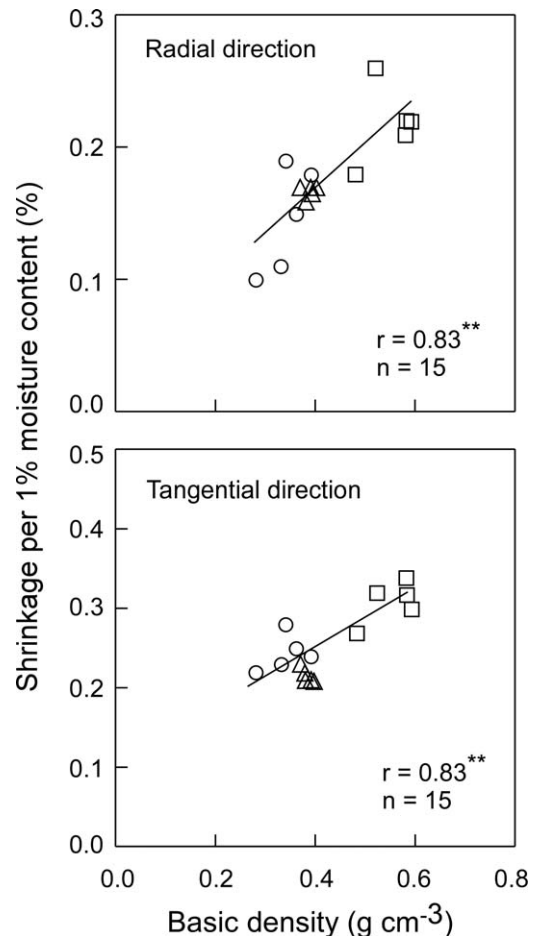 0.3
Radial direction
0.2
0.1
r = 0.83**
n = 15
0.0
Shrinkage per 1% moisture content (%)
0.5
Tangential direction
0.4
0.3
0.2
0.1
r = 0.83**
n = 15
0.0
0.0 0.2 0.4 0.6 0.8
Basic density (g cm-3)